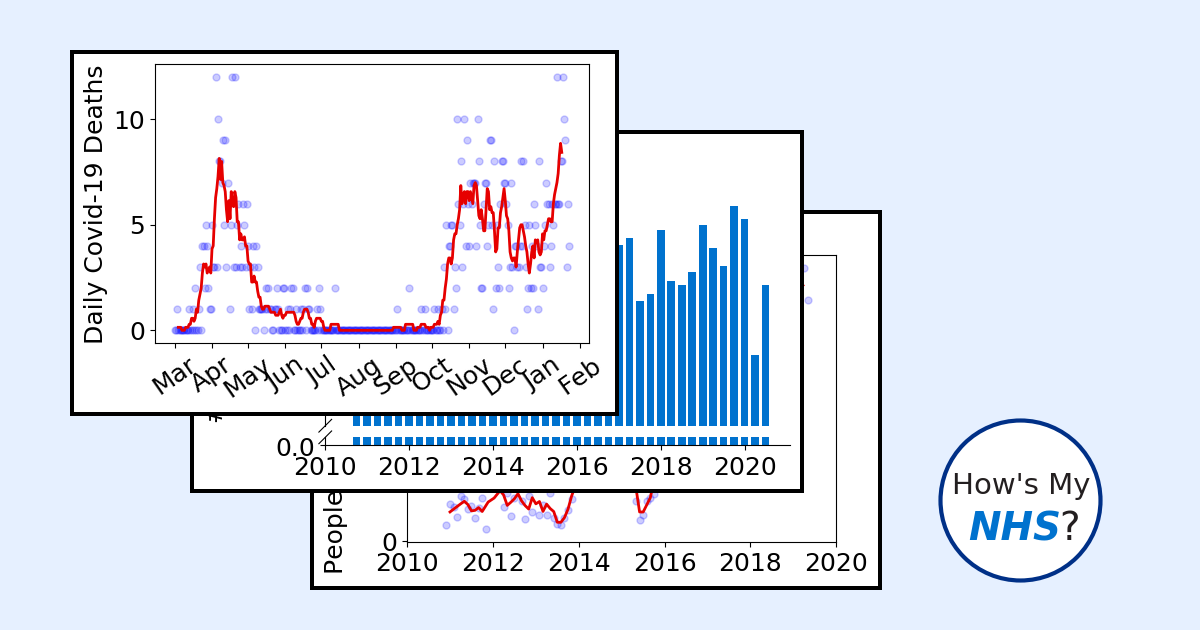 Daily Covid-19 Deaths
10
5
0
Mar Apr May Jun Jul Aug Sep Oct Nov Dec Jan Feb
0.0
2010 2012 2014 2016 2018 2020
People
0
2010 2012 2014 2016 2018 2020
How's My
NHS?